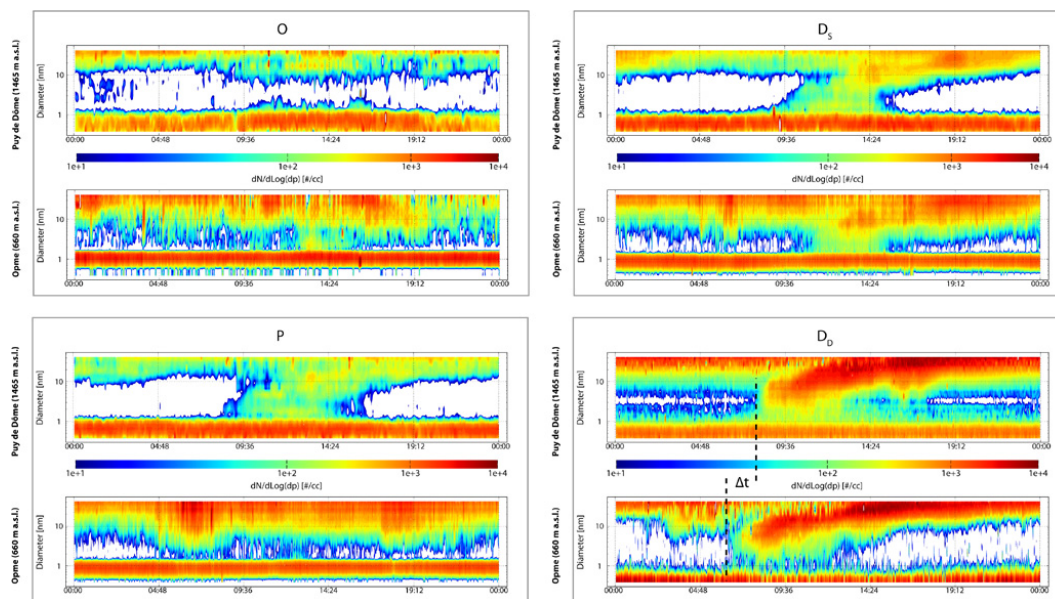 O
Puy de Dôme (1465 m a.s.l.)
Diameter [nm]
10
1
00:00 04:48 09:36 14:24 19:12 00:00
1e+1 1e+2 1e+3 1e+4
dN/dLog(dp) [#/cc]
Opme (660 m a.s.l.)
Diameter [nm]
10
1
00:00 04:48 09:36 14:24 19:12 00:00
D_S
Puy de Dôme (1465 m a.s.l.)
Diameter [nm]
10
1
00:00 04:48 09:36 14:24 19:12 00:00
1e+1 1e+2 1e+3 1e+4
dN/dLog(dp) [#/cc]
Opme (660 m a.s.l.)
Diameter [nm]
10
1
00:00 04:48 09:36 14:24 19:12 00:00
P
Puy de Dôme (1465 m a.s.l.)
Diameter [nm]
10
1
00:00 04:48 09:36 14:24 19:12 00:00
1e+1 1e+2 1e+3 1e+4
dN/dLog(dp) [#/cc]
Opme (660 m a.s.l.)
Diameter [nm]
10
1
00:00 04:48 09:36 14:24 19:12 00:00
D_D
Puy de Dôme (1465 m a.s.l.)
Diameter [nm]
10
1
00:00 04:48 09:36 14:24 19:12 00:00
1e+1 1e+2 1e+3 1e+4
Δt
dN/dLog(dp) [#/cc]
Opme (660 m a.s.l.)
Diameter [nm]
10
1
00:00 04:48 09:36 14:24 19:12 00:00